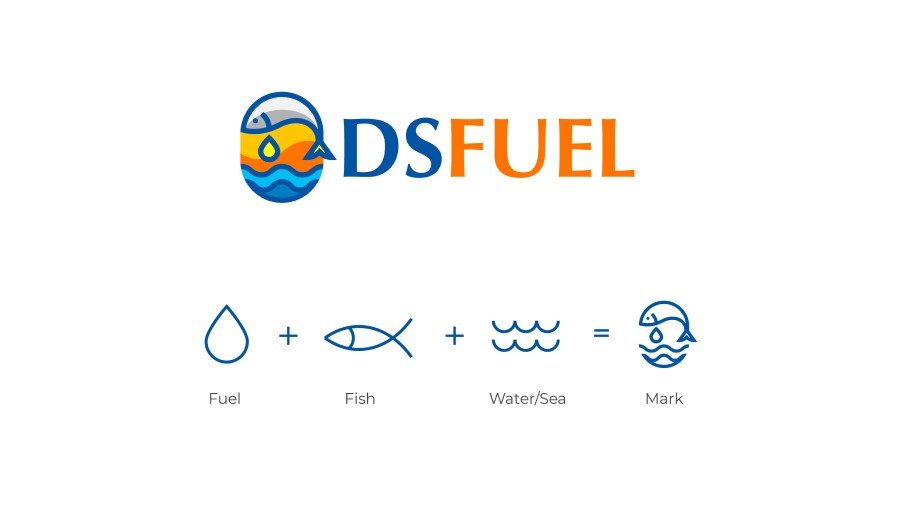 DSFUEL
+ + =
Fuel Fish Water/Sea Mark